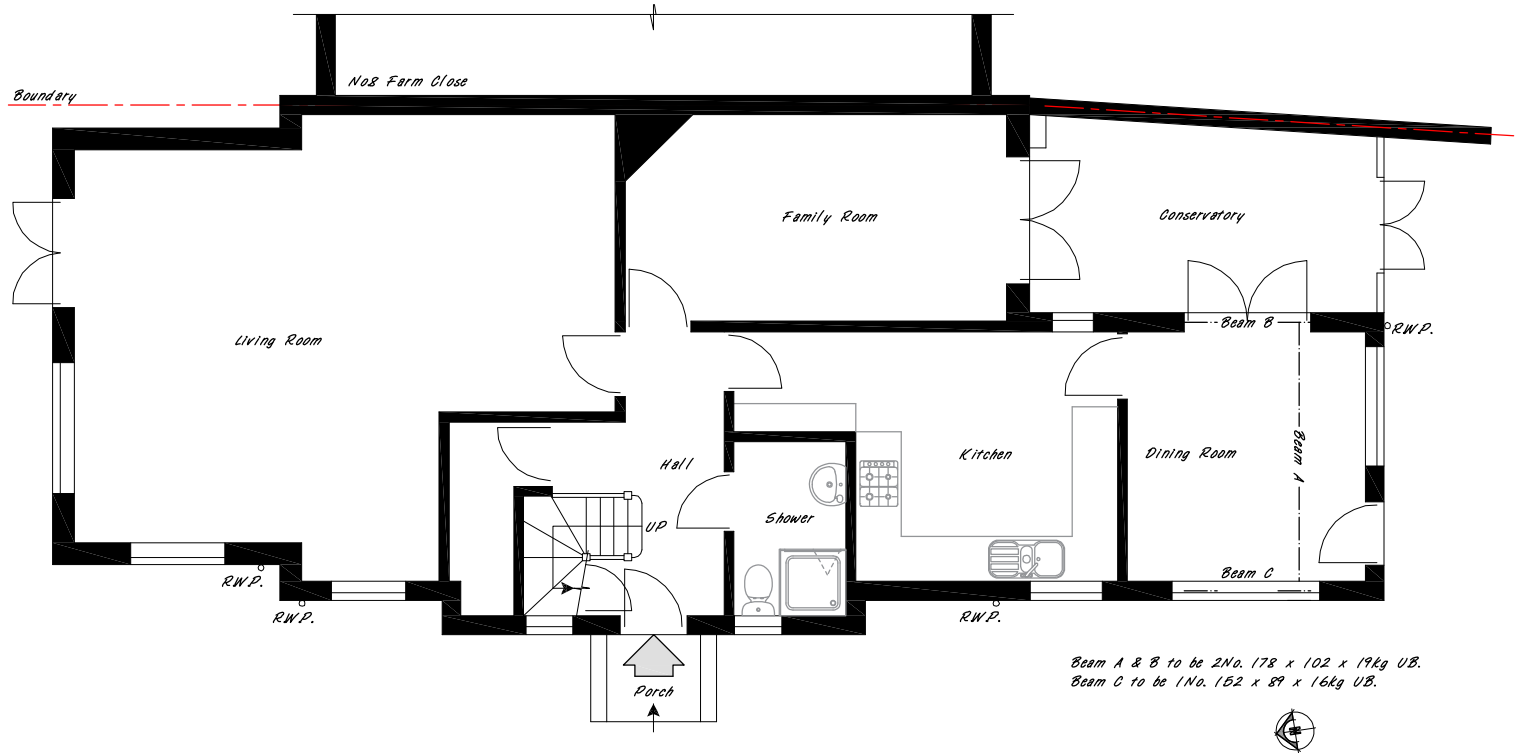 No8 Farm Close
Boundary
Family Room
Conservatory
Beam B
R.W.P.
Living Room
Beam A
Hall
Kitchen
Dining Room
Shower
UP
R.W.P.
Beam C
R.W.P.
R.W.P.
Porch
Beam A & B to be 2No. 178 x 102 x 19kg UB.
Beam C to be 1No. 152 x 89 x 16kg UB.
N